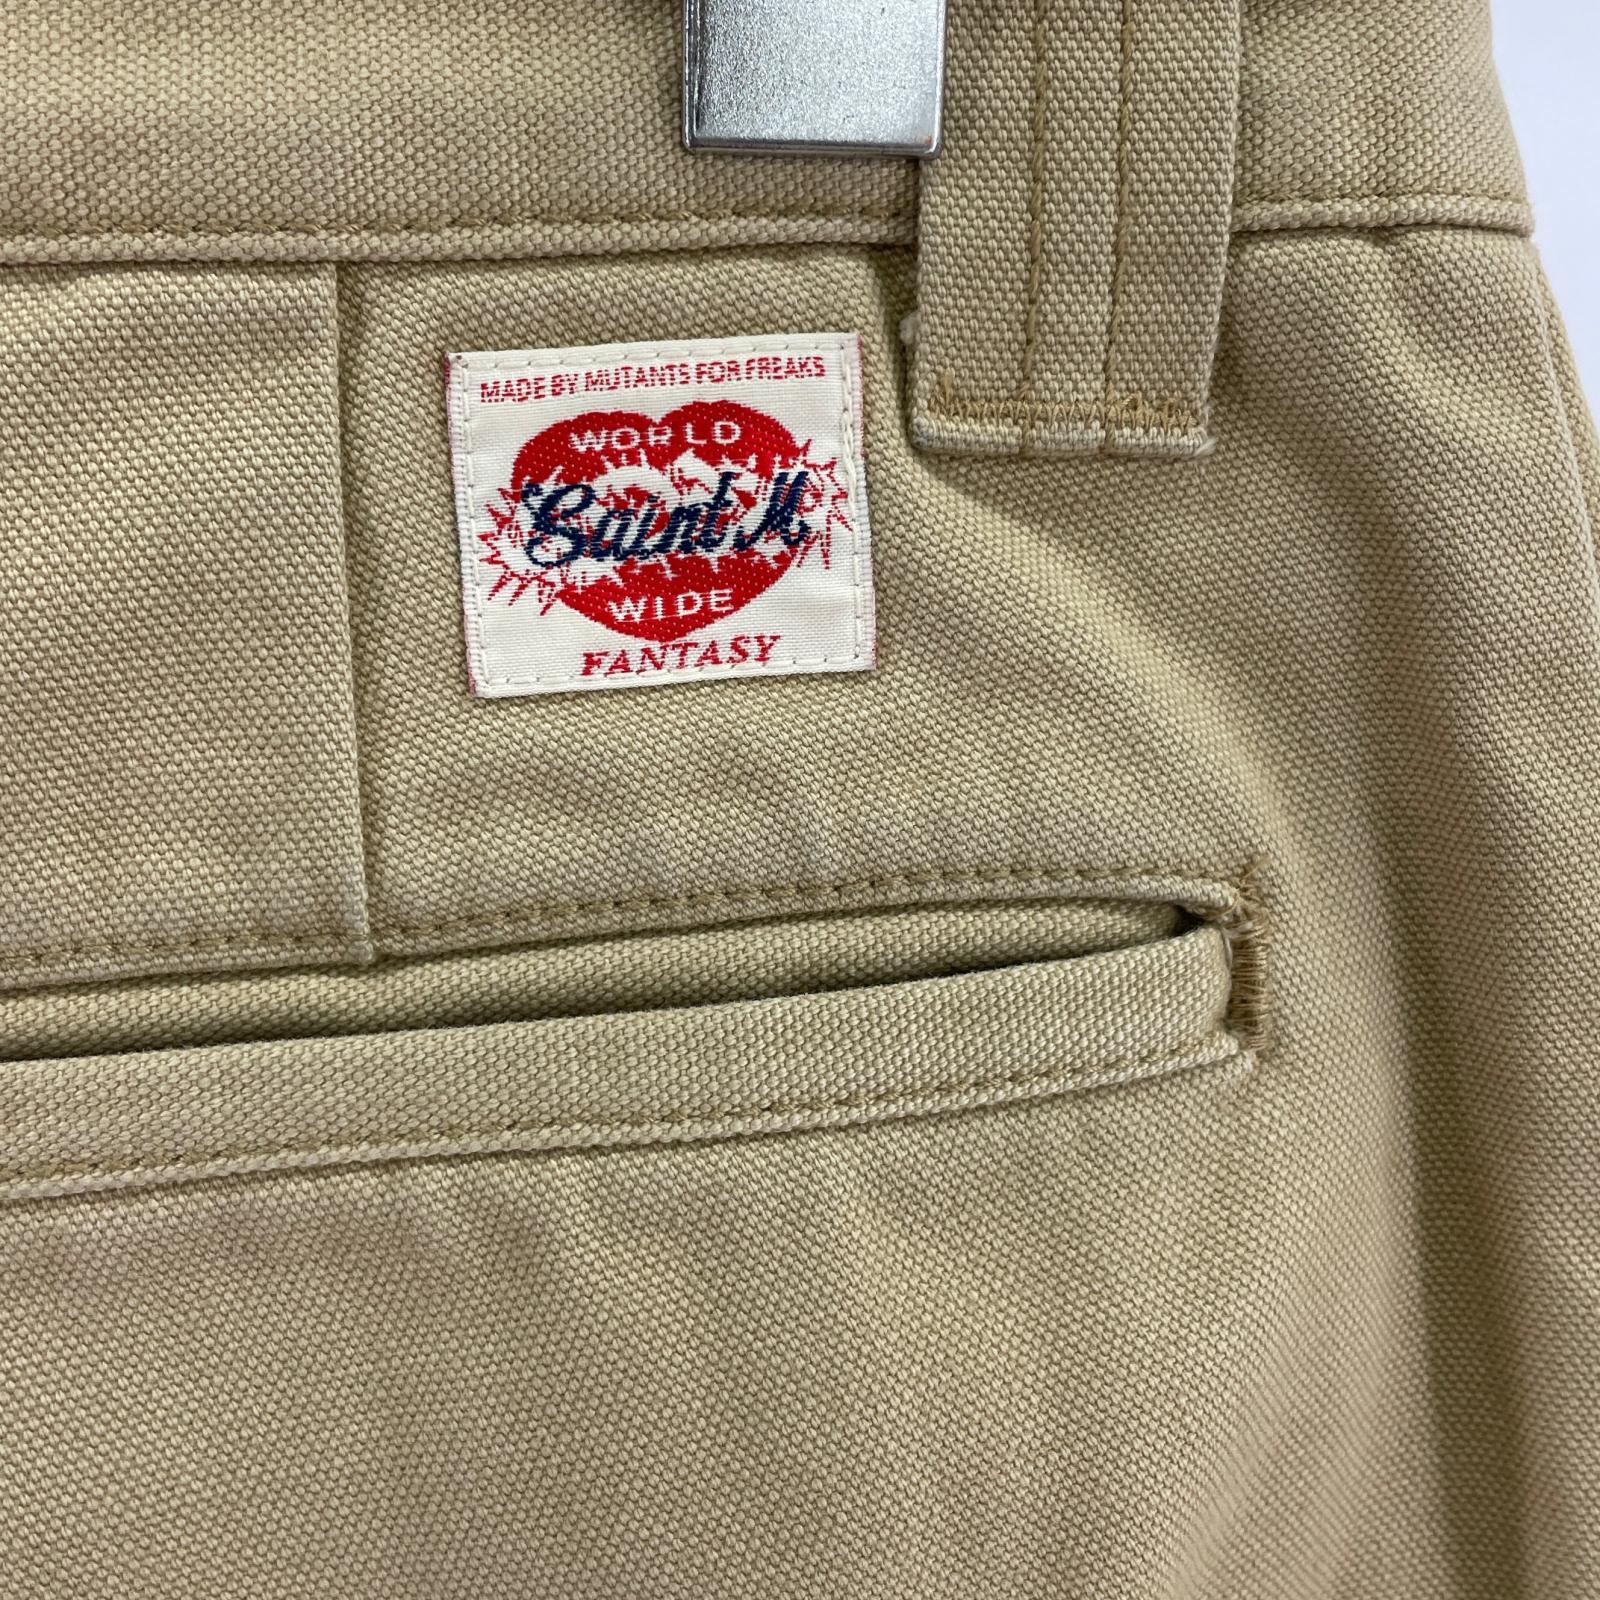 MADE BY MUTANTS FOR FREAKS
WORLD
Saint M
WIDE
FANTASY